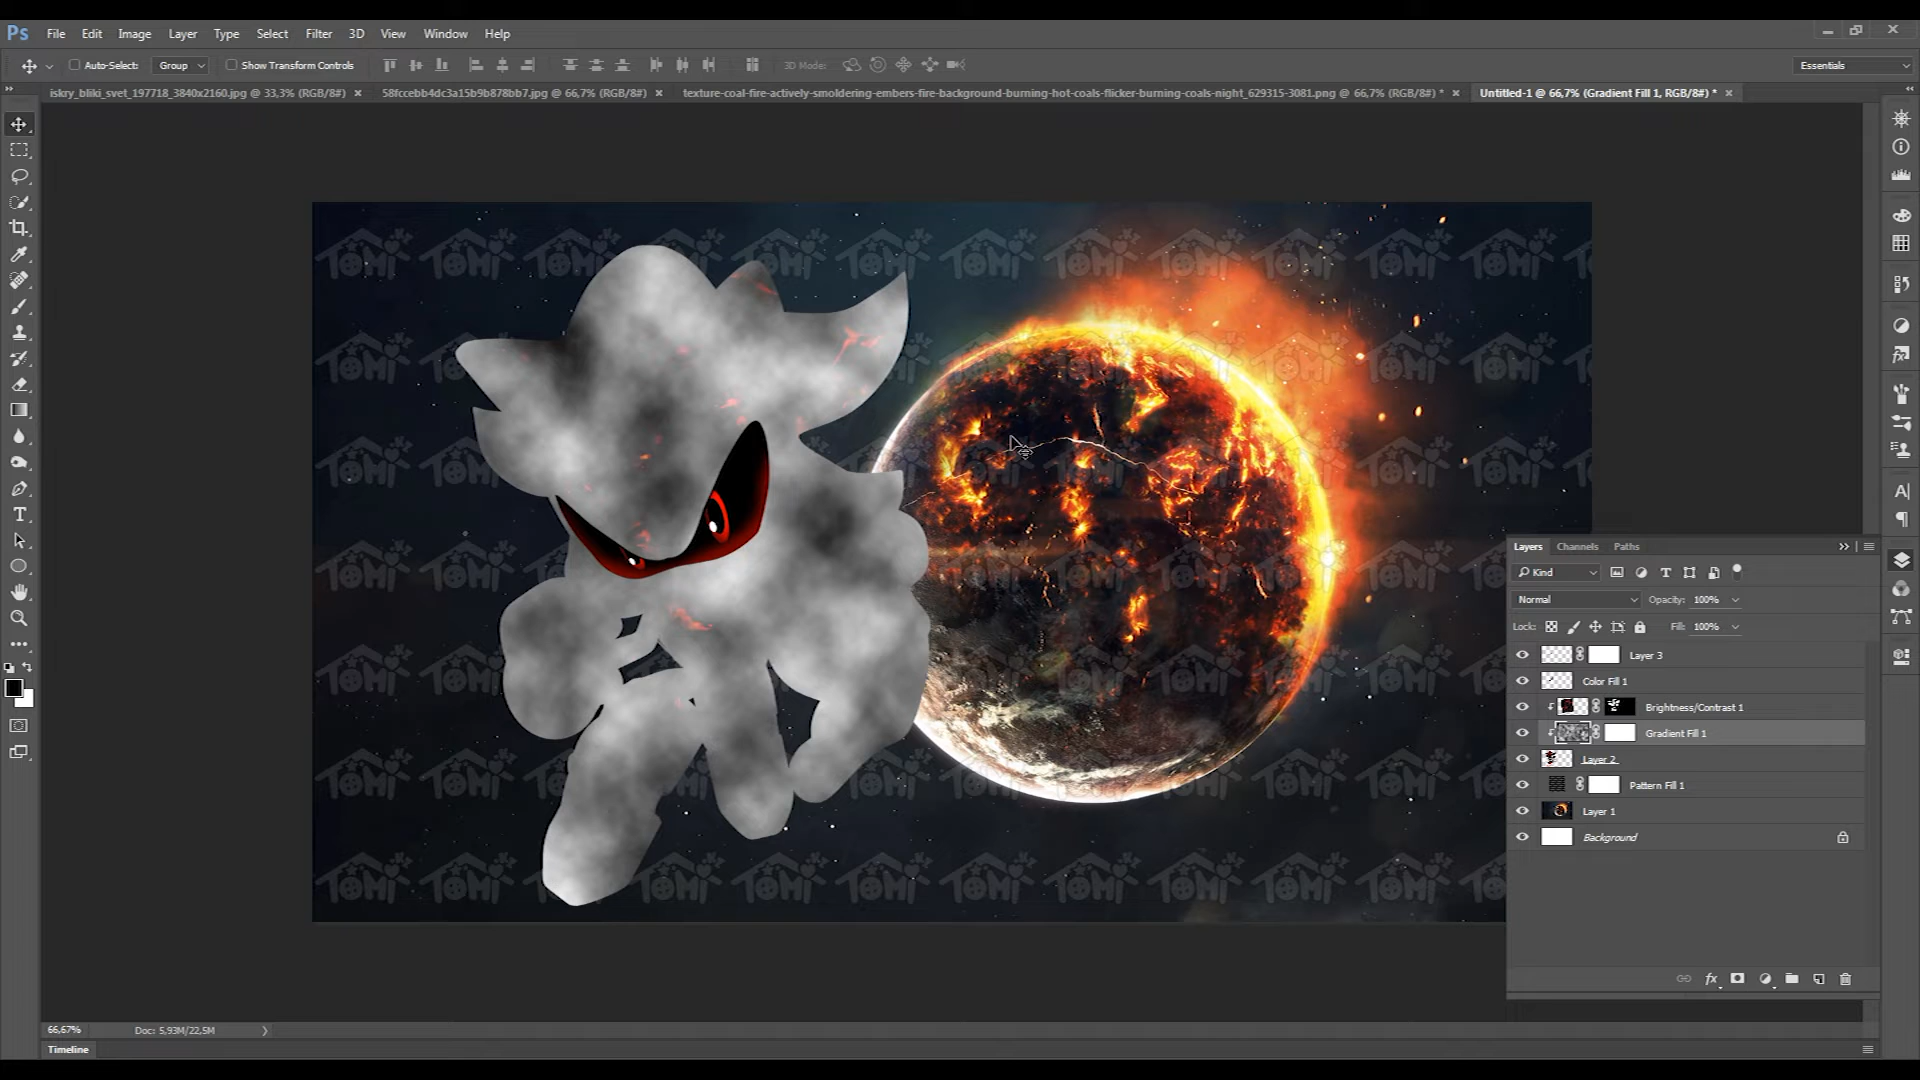 Ps File Edit Image Layer Type Select Filter 3D View Window Help
Auto-Select: Group Show Transform Controls 3D Mode: Essentials
iskry_bliki_svet_197718_3840x2160.jpg @ 33,3% (RGB/8#) 58fccebb4dc3a15b9b878bb7.jpg @ 66,7% (RGB/8#) texture-coal-fire-actively-smoldering-embers-fire-background-burning-hot-coals-flicker-burning-coals-night_629315-3081.png @ 66,7% (RGB/8#) * Untitled-1 @ 66,7% (Gradient Fill 1, RGB/8#) *
TOMi
Layers Channels Paths
Kind
Normal Opacity: 100%
Lock: Fill: 100%
Layer 3
Color Fill 1
Brightness/Contrast 1
Gradient Fill 1
Layer 2
Pattern Fill 1
Layer 1
Background
66,67% Doc: 5,93M/22,5M
Timeline